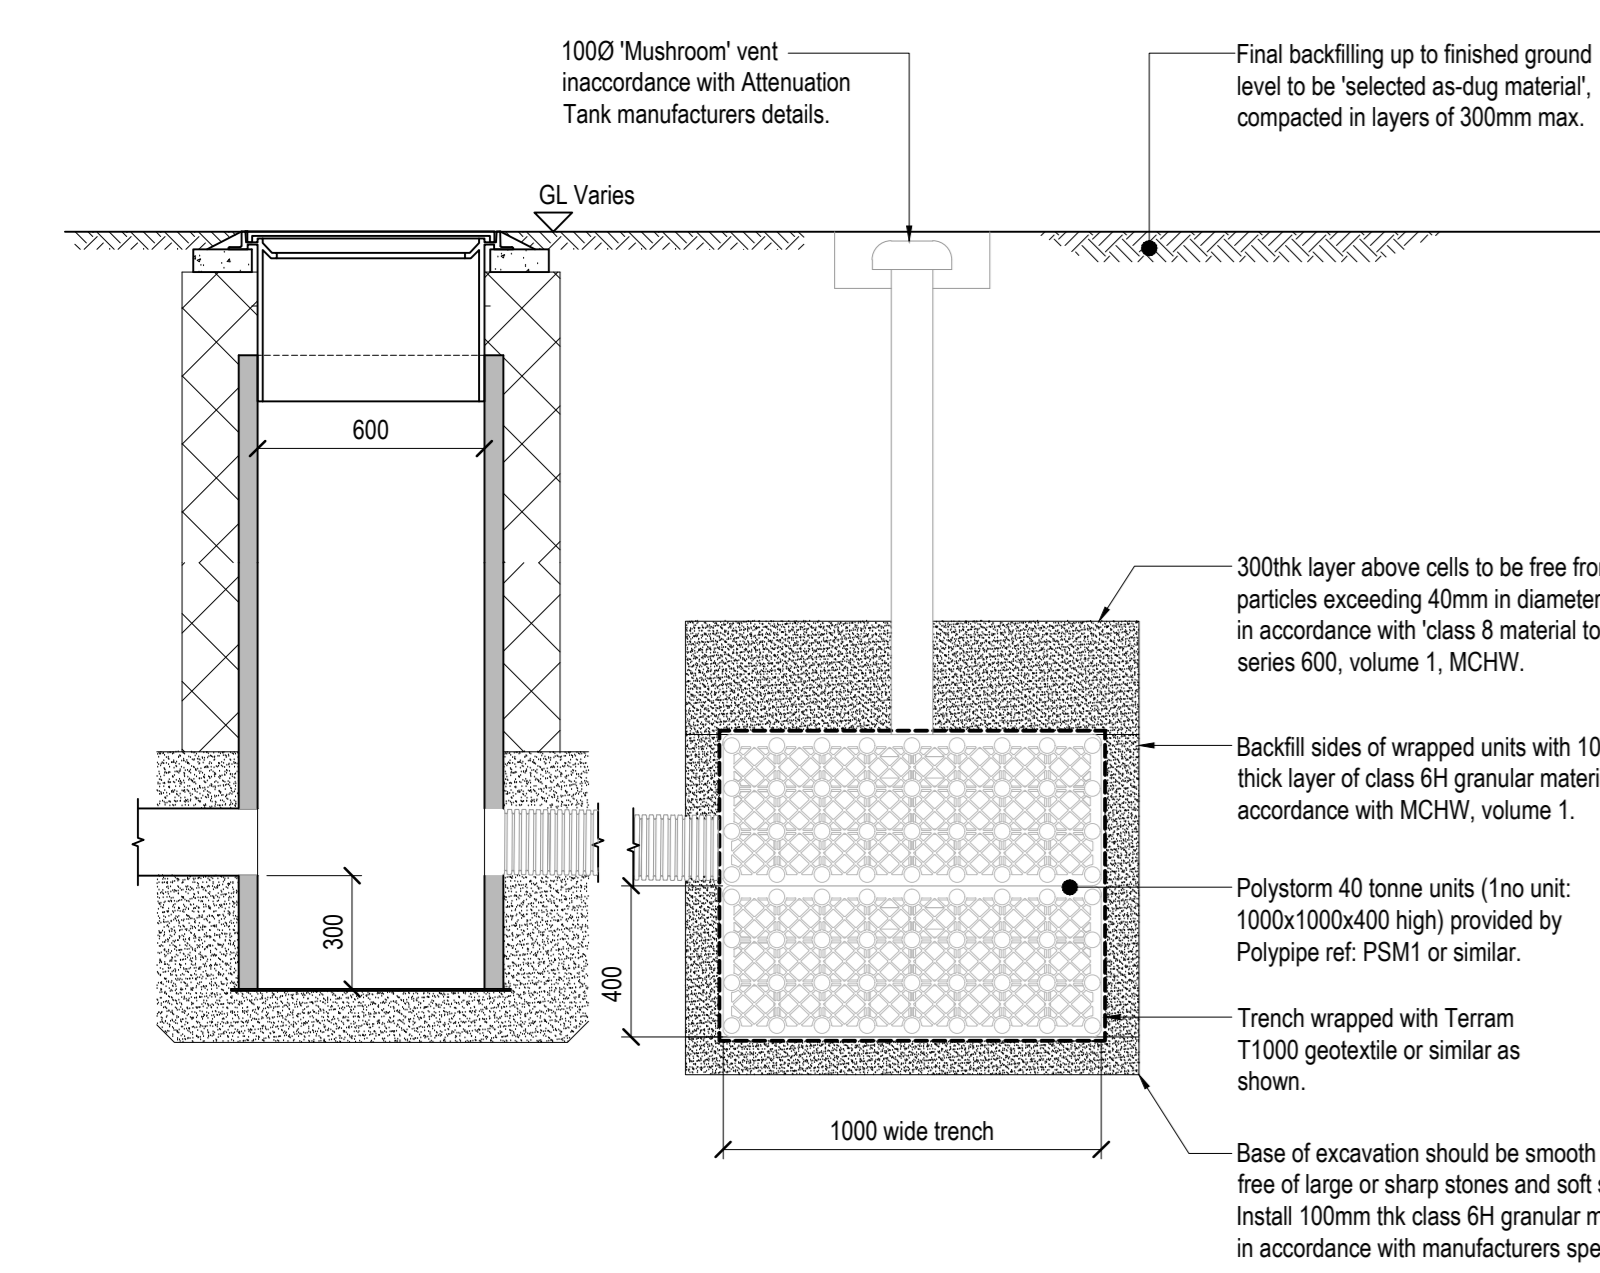 100Ø 'Mushroom' vent
inaccordance with Attenuation
Tank manufacturers details.
Final backfilling up to finished ground
level to be 'selected as-dug material',
compacted in layers of 300mm max.
GL Varies
600
300thk layer above cells to be free
particles exceeding 40mm in diameter
in accordance with 'class 8 material to
series 600, volume 1, MCHW.
Backfill sides of wrapped units with
thick layer of class 6H granular
accordance with MCHW, volume 1.
Polystorm 40 tonne units (1no unit:
1000x1000x400 high) provided by
Polypipe ref: PSM1 or similar.
300
400
Trench wrapped with Terram
T1000 geotextile or similar as
shown.
1000 wide trench
Base of excavation should be smooth
free of large or sharp stones and soft
Install 100mm thk class 6H granular
in accordance with manufacturers